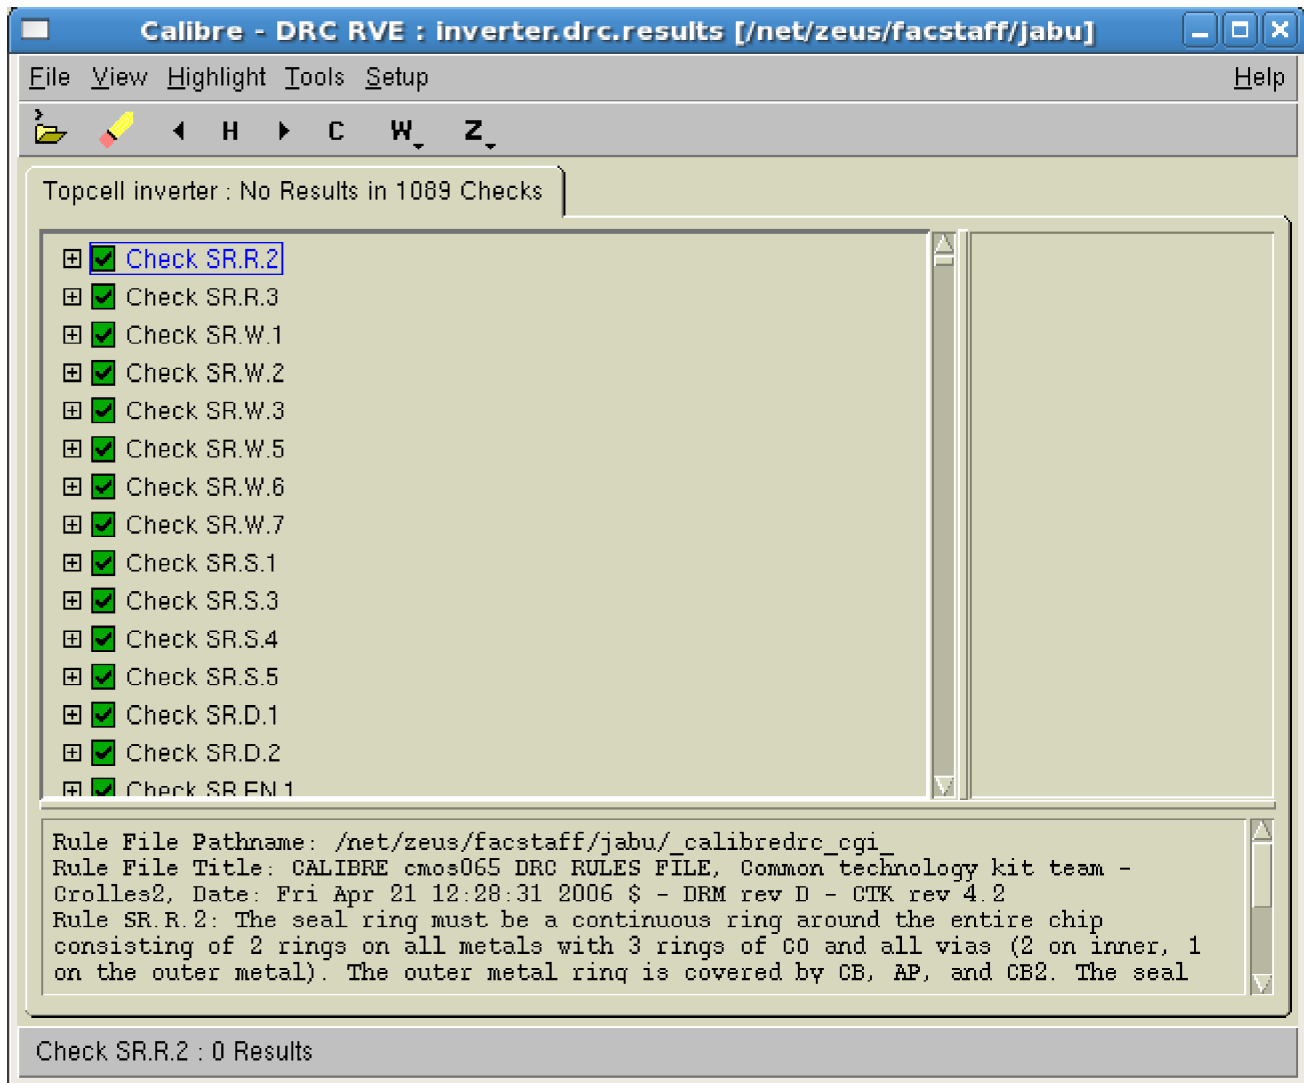 Calibre - DRC RVE : inverter.drc.results [/net/zeus/facstaff/jabu]
File View Highlight Tools Setup Help
H C W Z
Topcell inverter : No Results in 1089 Checks
Check SR.R.2
Check SR.R.3
Check SR.W.1
Check SR.W.2
Check SR.W.3
Check SR.W.5
Check SR.W.6
Check SR.W.7
Check SR.S.1
Check SR.S.3
Check SR.S.4
Check SR.S.5
Check SR.D.1
Check SR.D.2
Check SR.EN.1
Rule File Pathname: /net/zeus/facstaff/jabu/_calibredrc_cgi_
Rule File Title: CALIBRE cmos065 DRC RULES FILE, Common technology kit team -
Crolles2, Date: Fri Apr 21 12:28:31 2006 $ - DRM rev D - CTK rev 4.2
Rule SR.R.2: The seal ring must be a continuous ring around the entire chip
consisting of 2 rings on all metals with 3 rings of CO and all vias (2 on inner, 1
on the outer metal). The outer metal ring is covered by CB, AP, and CB2. The seal
Check SR.R.2 : 0 Results